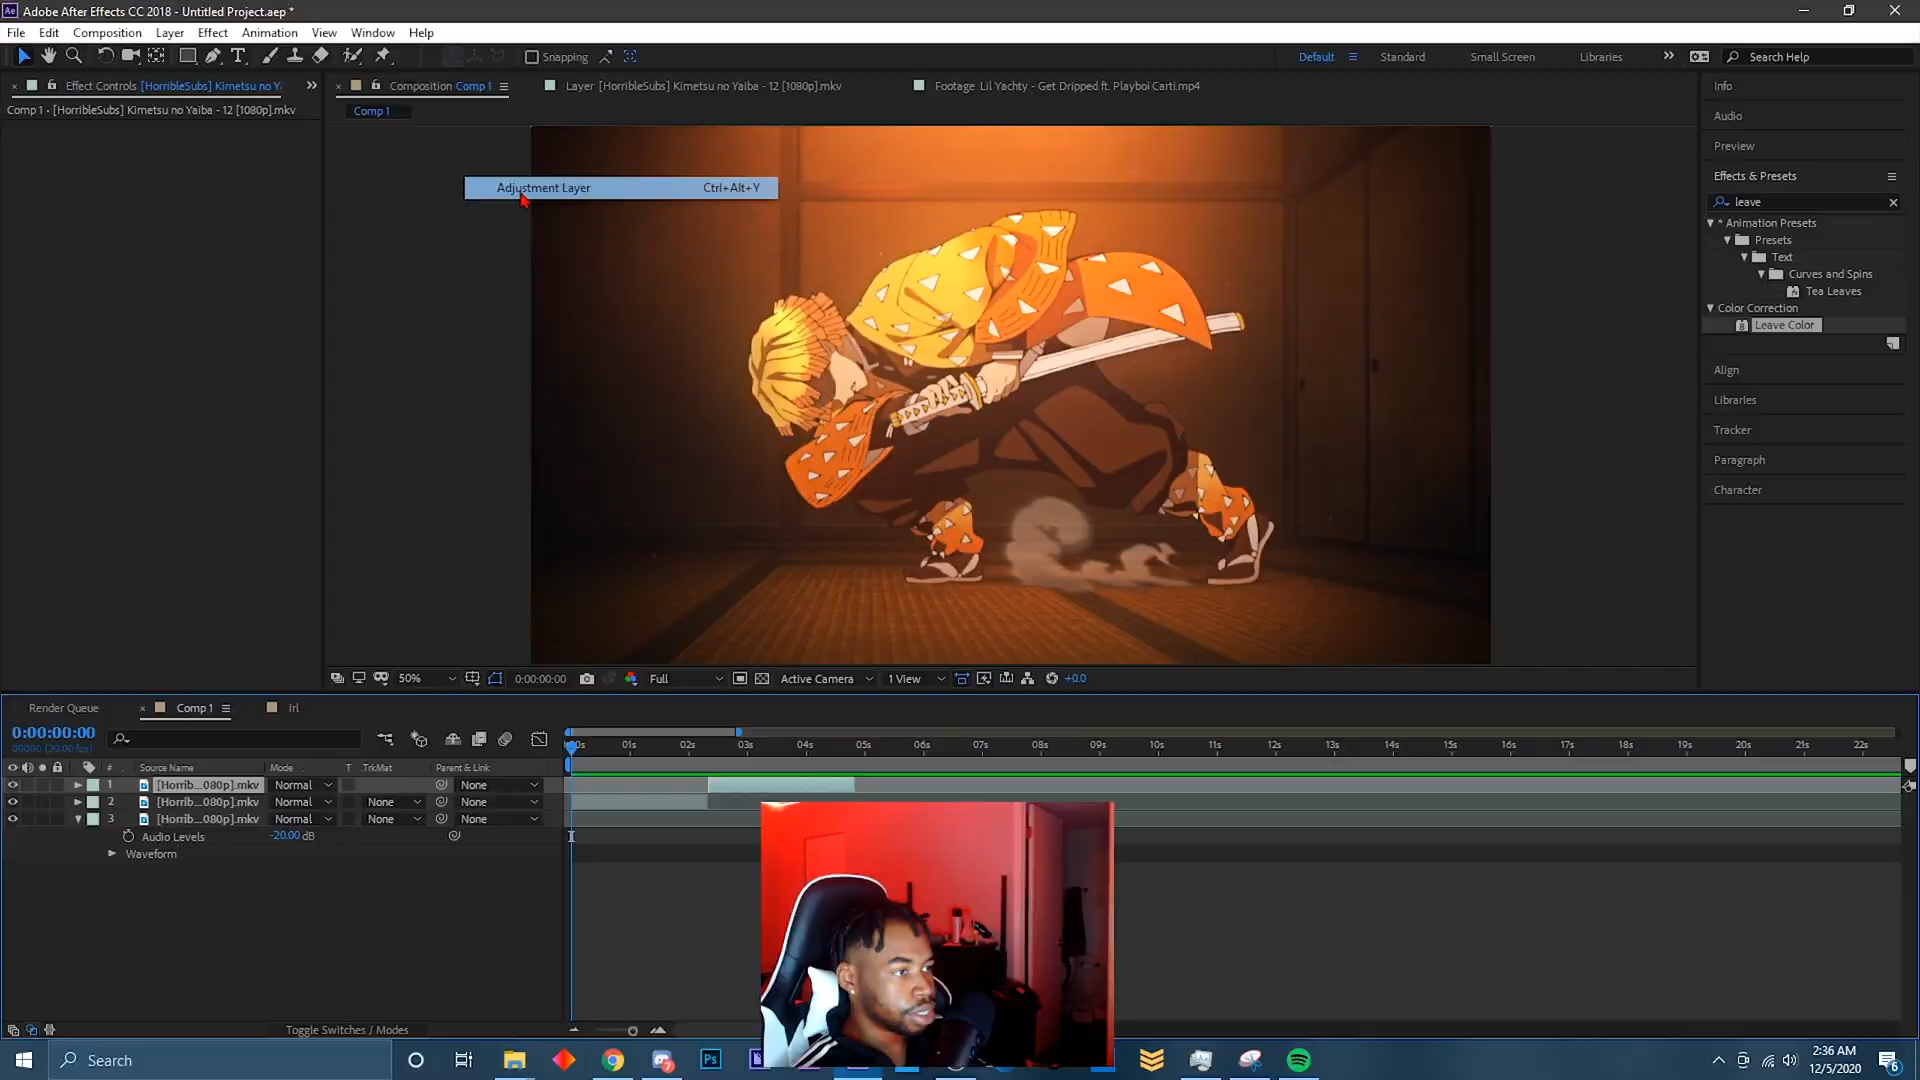 Adobe After Effects CC 2018 - Untitled Project.aep *
File Edit Composition Layer Effect Animation View Window Help
Snapping
Default Standard Small Screen Libraries Search Help
Effect Controls [HorribleSubs] Kimetsu no Y
Composition Comp 1
Layer [HorribleSubs] Kimetsu no Yaiba - 12 [1080p].mkv
Footage Lil Yachty - Get Dripped ft. Playboi Carti.mp4
Comp 1 • [HorribleSubs] Kimetsu no Yaiba - 12 [1080p].mkv
Comp 1
Adjustment Layer Ctrl+Alt+Y
Info
Audio
Preview
Effects & Presets
leave
* Animation Presets
Presets
Text
Curves and Spins
Tea Leaves
Color Correction
Leave Color
Align
Libraries
Tracker
Paragraph
Character
50% 0:00:00:00 Full Active Camera 1 View +0.0
Render Queue Comp 1 irl
0:00:00:00
00000 (30.00 fps)
01s 02s 03s 04s 05s 06s 07s 08s 09s 10s 11s 12s 13s 14s 15s 16s 17s 18s 19s 20s 21s 22s
# Source Name Mode T .TrkMat Parent & Link
1 [Horrib...080p].mkv Normal None
2 [Horrib...080p].mkv Normal None None
3 [Horrib...080p].mkv Normal None None
Audio Levels -20.00 dB
Waveform
Toggle Switches / Modes
Search
Ps
2:36 AM
12/5/2020
6